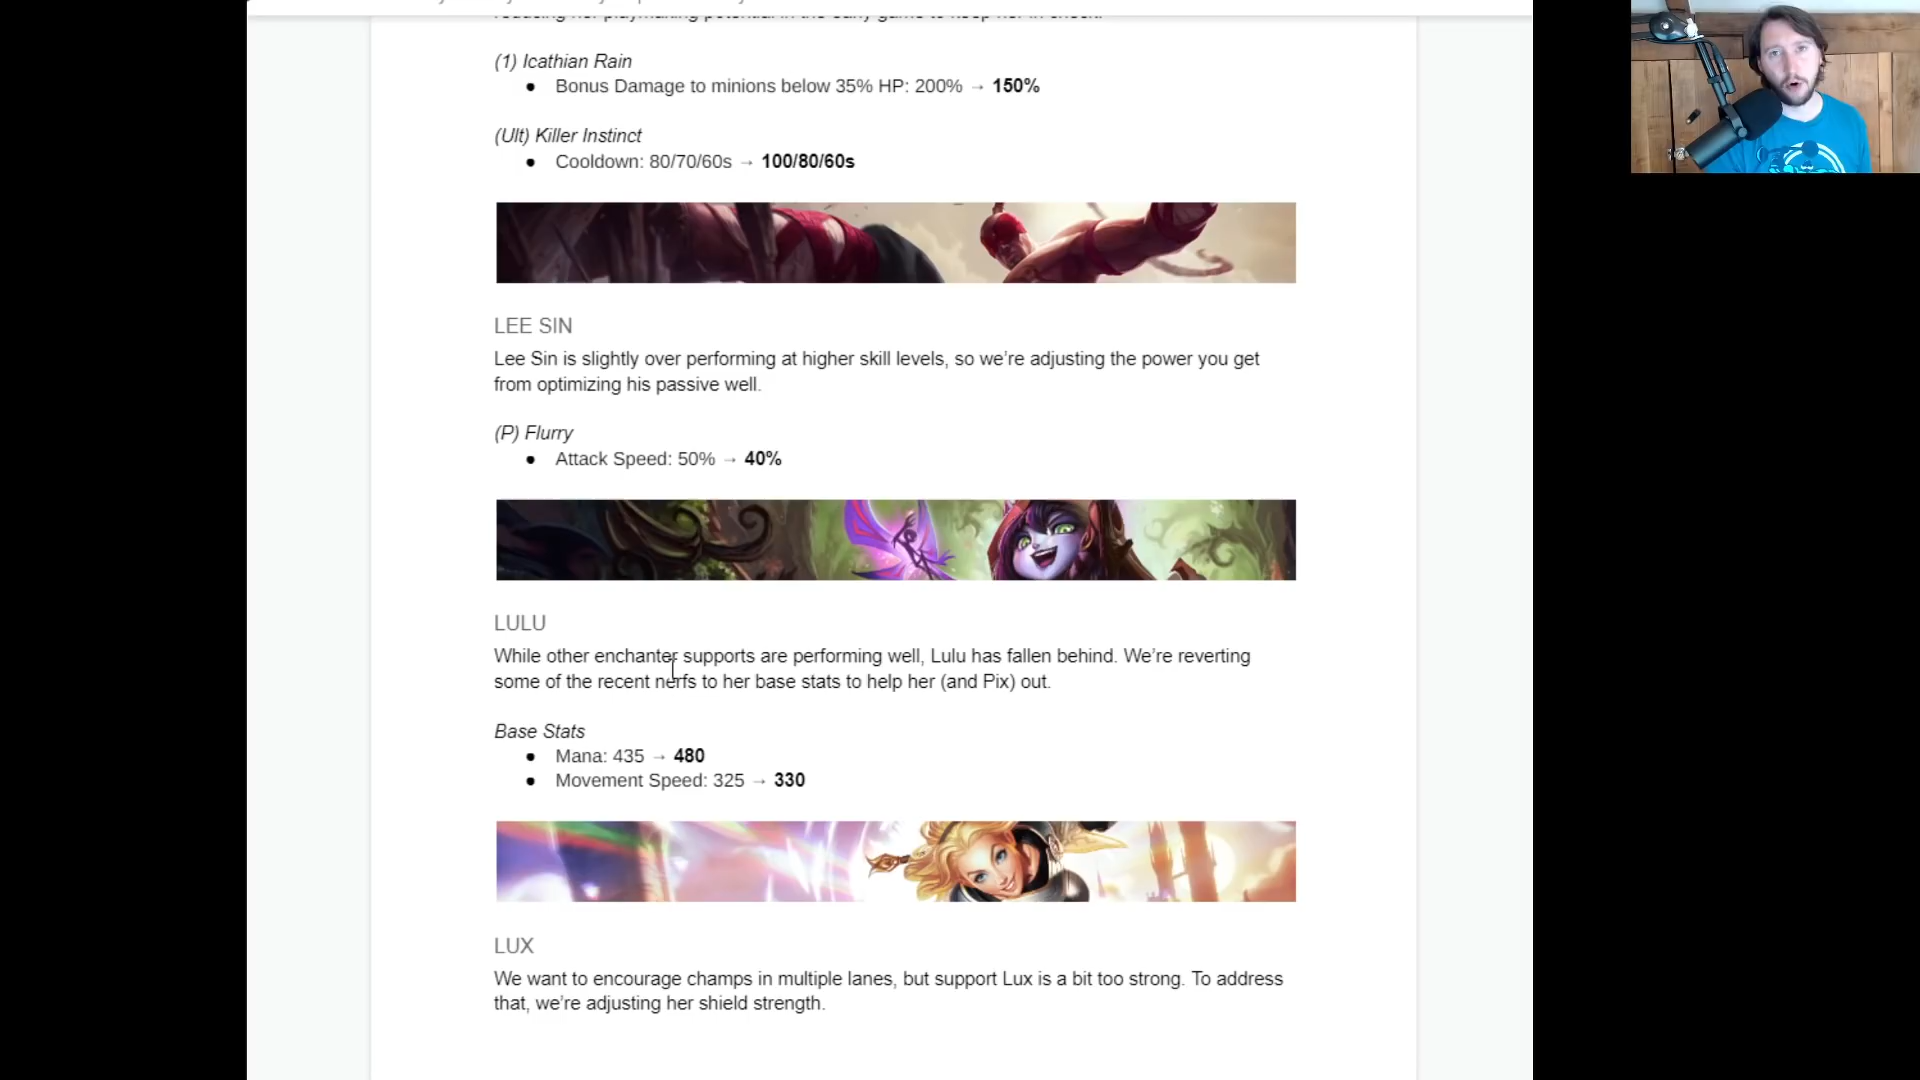 (1) Icathian Rain
● Bonus Damage to minions below 35% HP: 200% → 150%
(Ult) Killer Instinct
● Cooldown: 80/70/60s → 100/80/60s
LEE SIN
Lee Sin is slightly over performing at higher skill levels, so we’re adjusting the power you get
from optimizing his passive well.
(P) Flurry
● Attack Speed: 50% → 40%
LULU
While other enchanter supports are performing well, Lulu has fallen behind. We’re reverting
some of the recent nerfs to her base stats to help her (and Pix) out.
Base Stats
● Mana: 435 → 480
● Movement Speed: 325 → 330
LUX
We want to encourage champs in multiple lanes, but support Lux is a bit too strong. To address
that, we’re adjusting her shield strength.